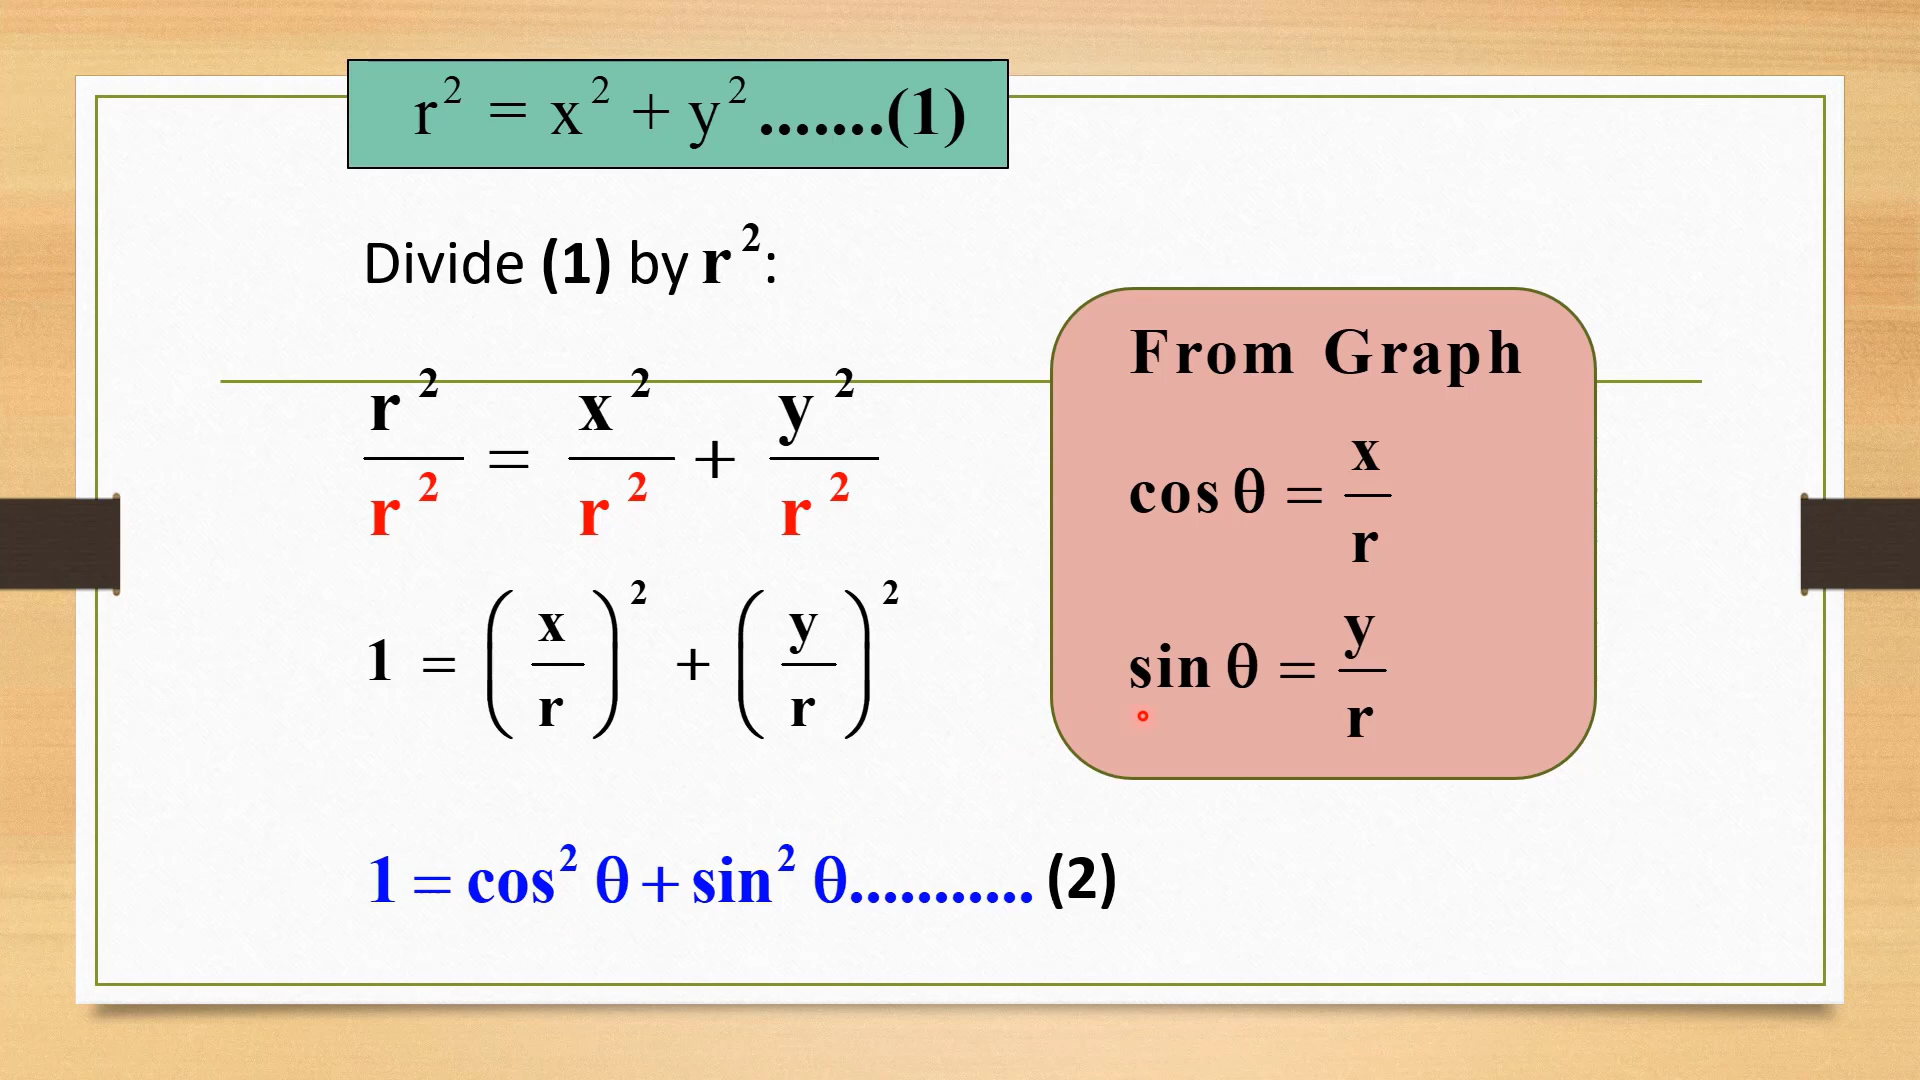 r² = x² + y² .......(1)
Divide (1) by r²:
r²/r² = x²/r² + y²/r²
1 = (x/r)² + (y/r)²
1 = cos² θ + sin² θ........... (2)
From Graph
cos θ = x/r
sin θ = y/r